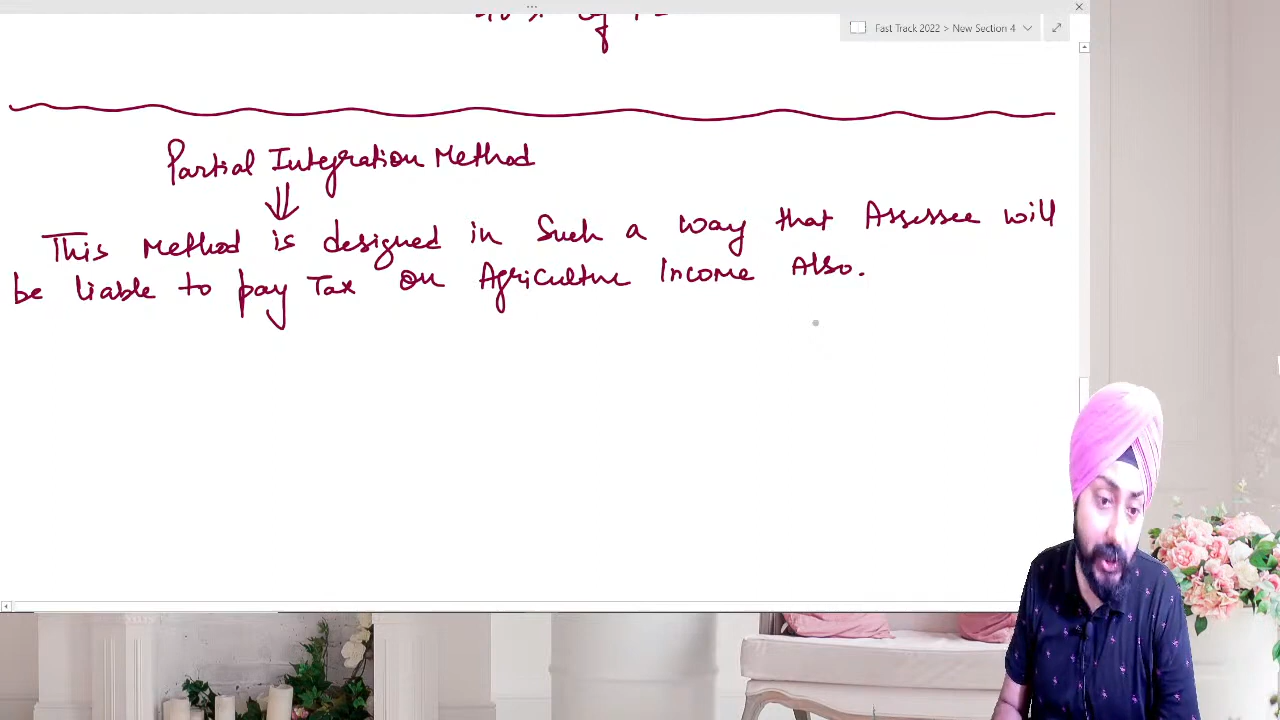 Fast Track 2022 > New Section 4
Partial Integration Method
This Method is designed in Such a way that Assessee will
be liable to pay Tax on Agriculture Income Also.